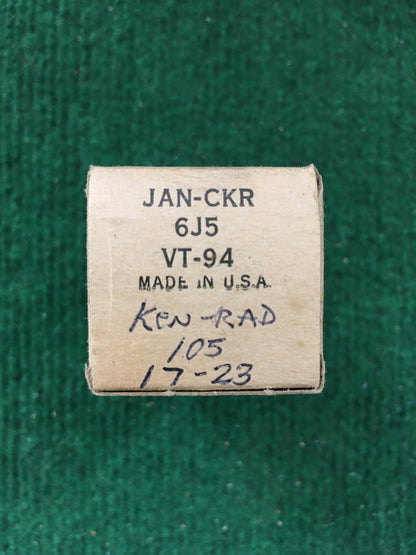 JAN-CKR
6J5
VT-94
MADE IN U.S.A.
KEN-RAD
105
17-23